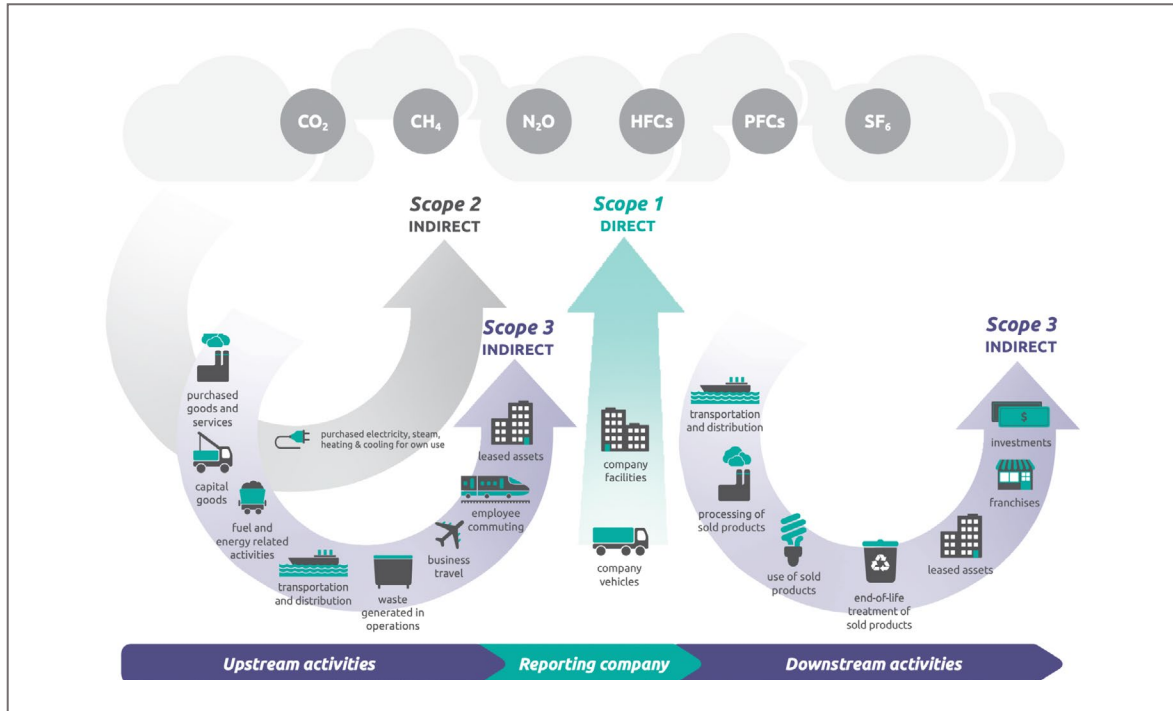 CO₂
CH₄
N₂O
HFCs
PFCs
SF₆
Scope 2
INDIRECT
Scope 1
DIRECT
Scope 3
INDIRECT
Scope 3
INDIRECT
purchased
goods and
services
capital
goods
fuel and
energy related
activities
transportation
and distribution
waste
generated in
operations
business
travel
employee
commuting
leased assets
purchased electricity, steam,
heating & cooling for own use
company
facilities
company
vehicles
transportation
and distribution
processing of
sold products
use of sold
products
end-of-life
treatment of
sold products
leased assets
franchises
investments
$
Upstream activities
Reporting company
Downstream activities